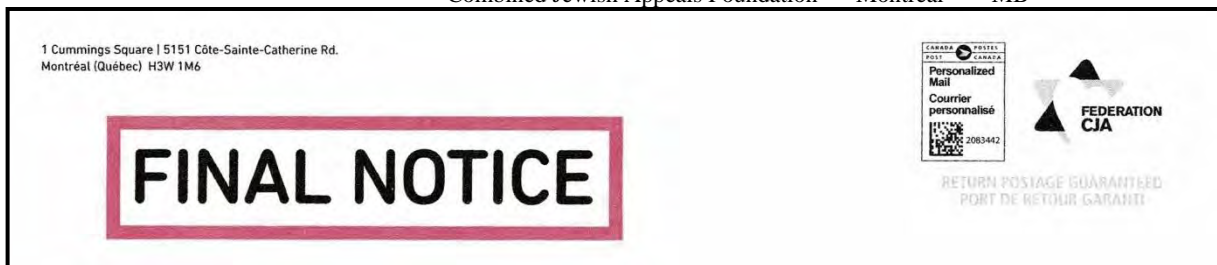 Combined Jewish Appeals Foundation Montreal MB
1 Cummings Square | 5151 Côte-Sainte-Catherine Rd.
Montréal (Québec) H3W 1M6
FINAL NOTICE
CANADA POSTES
POST CANADA
Personalized
Mail
Courrier
personnalisé
2083442
FEDERATION
CJA
RETURN POSTAGE GUARANTEED
PORT DE RETOUR GARANTI